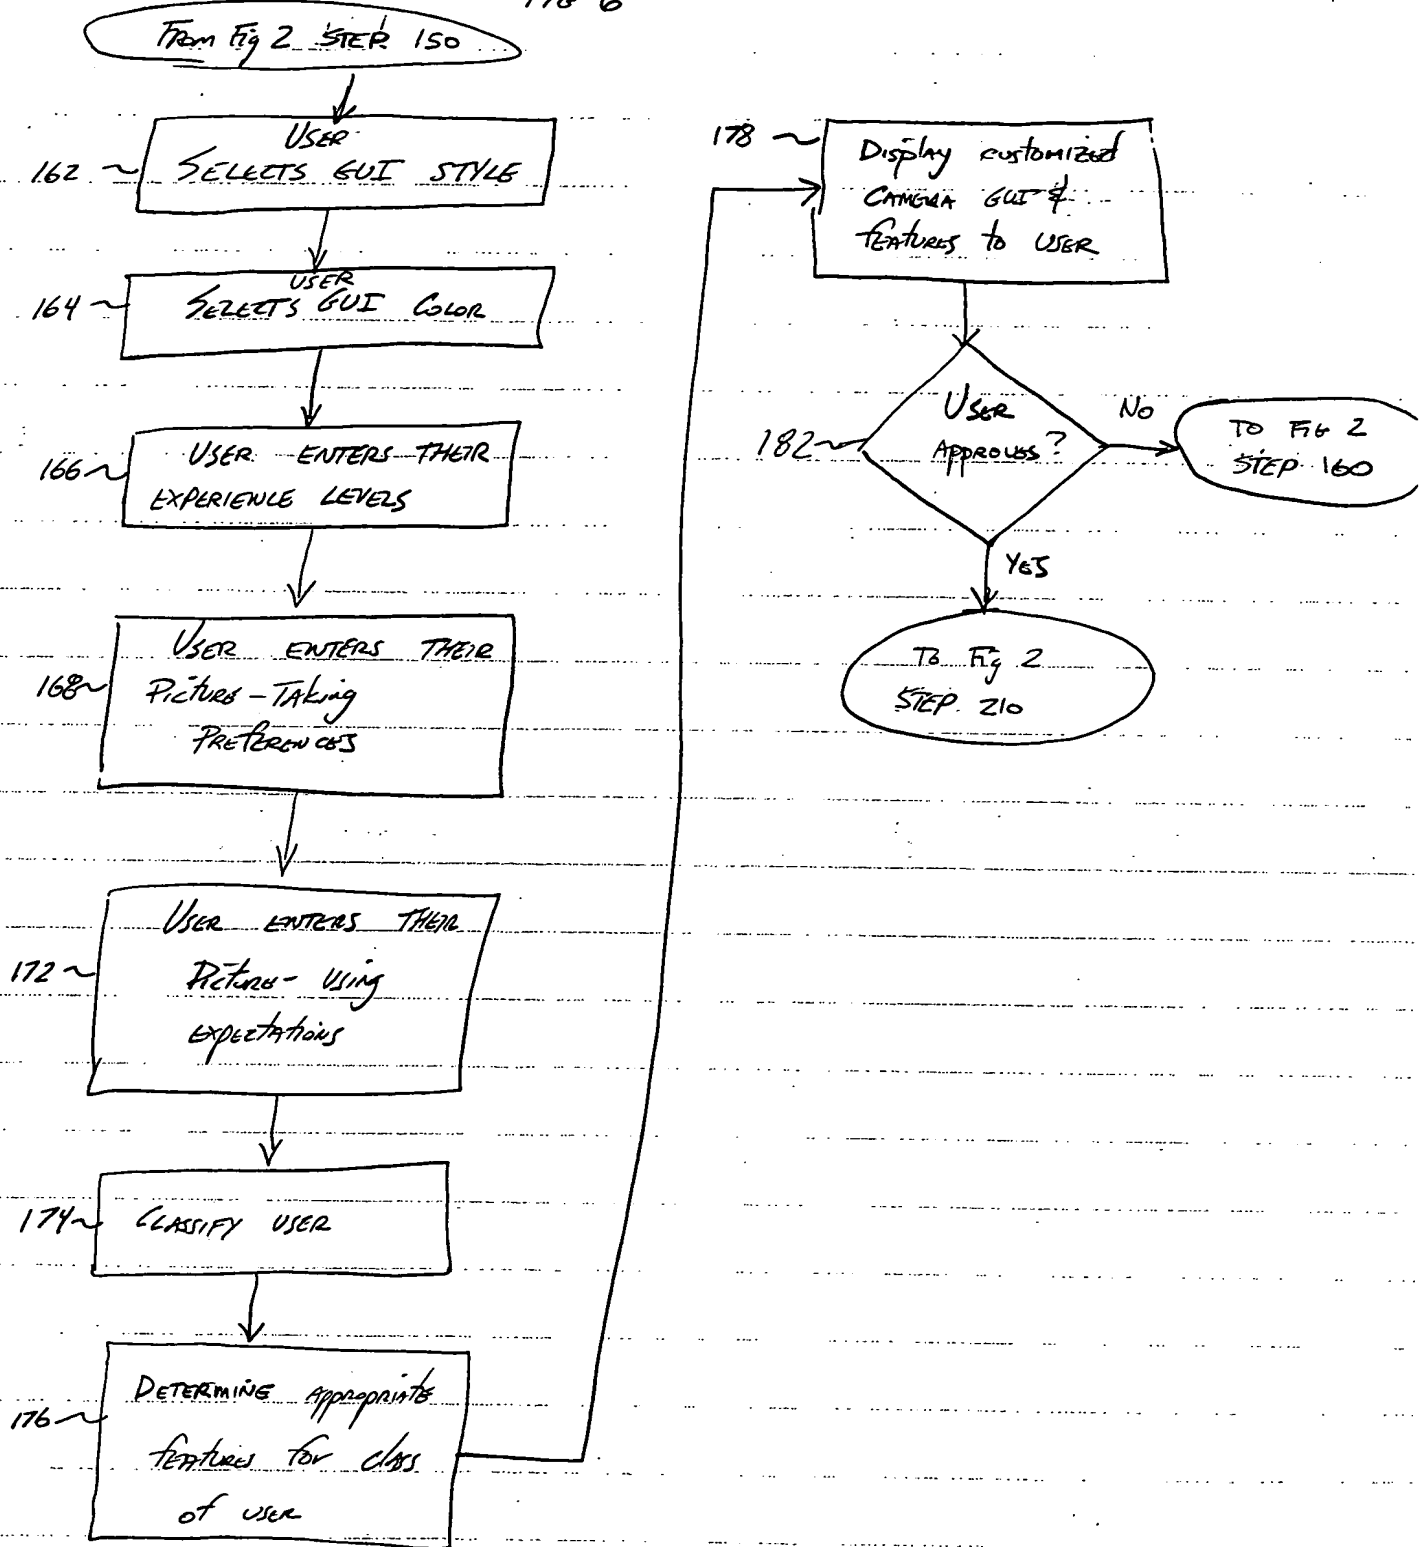 FIG 6
From Fig 2 STEP 150
162
USER
SELECTS GUI STYLE
164
USER
SELECTS GUI COLOR
166
USER ENTERS THEIR
EXPERIENCE LEVELS
168
USER ENTERS THEIR
Picture-Taking
PREFERENCES
172
USER ENTERS THEIR
Picture-using
expectations
174
CLASSIFY USER
176
DETERMINE Appropriate
features for class
of user
178
Display customized
CAMERA GUI &
features to USER
182
USER
APPROVES?
NO
TO FIG 2
STEP 160
YES
To Fig 2
STEP 210